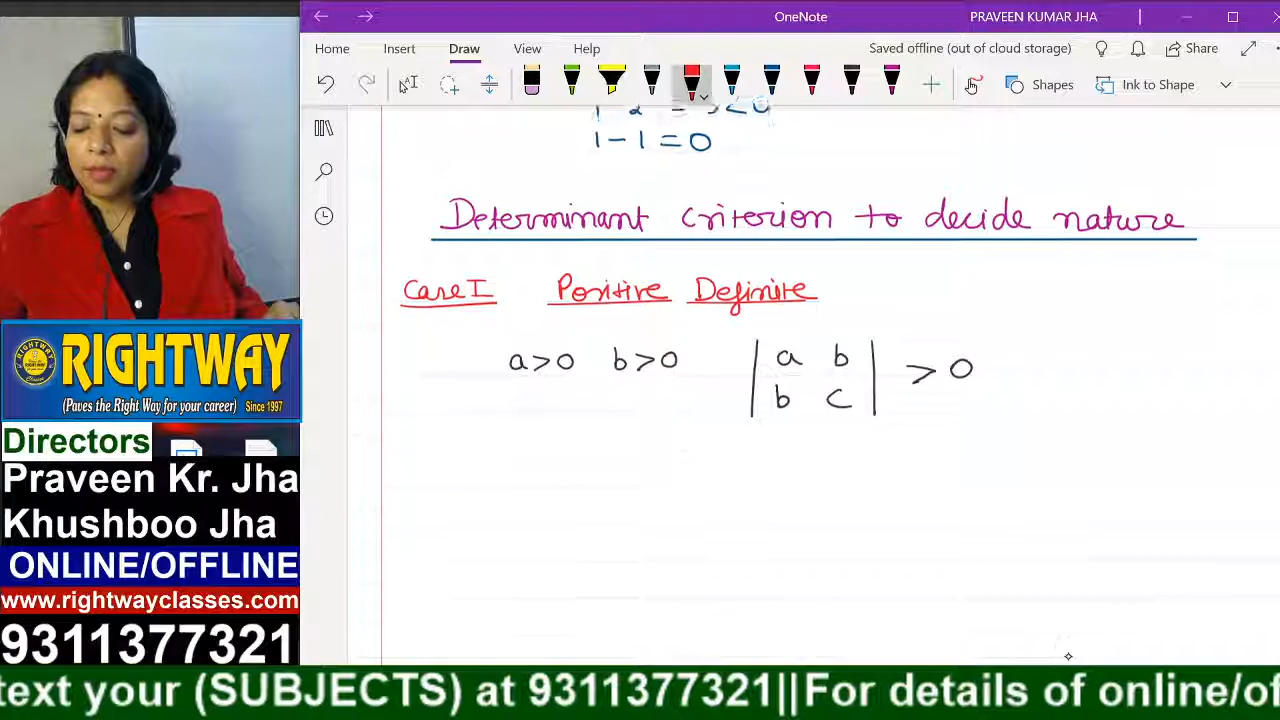 OneNote
PRAVEEN KUMAR JHA
Home Insert Draw View Help
Saved offline (out of cloud storage)
Share
Shapes
Ink to Shape
1 - 1 = 0
Determinant criterion to decide nature
Case I Positive Definite
a>0 b>0 | a b | > 0
| b c |
RIGHTWAY
(Paves the Right Way for your career) Since 1997
Directors
Praveen Kr. Jha
Khushboo Jha
ONLINE/OFFLINE
www.rightwayclasses.com
9311377321
text your (SUBJECTS) at 9311377321||For details of online/of